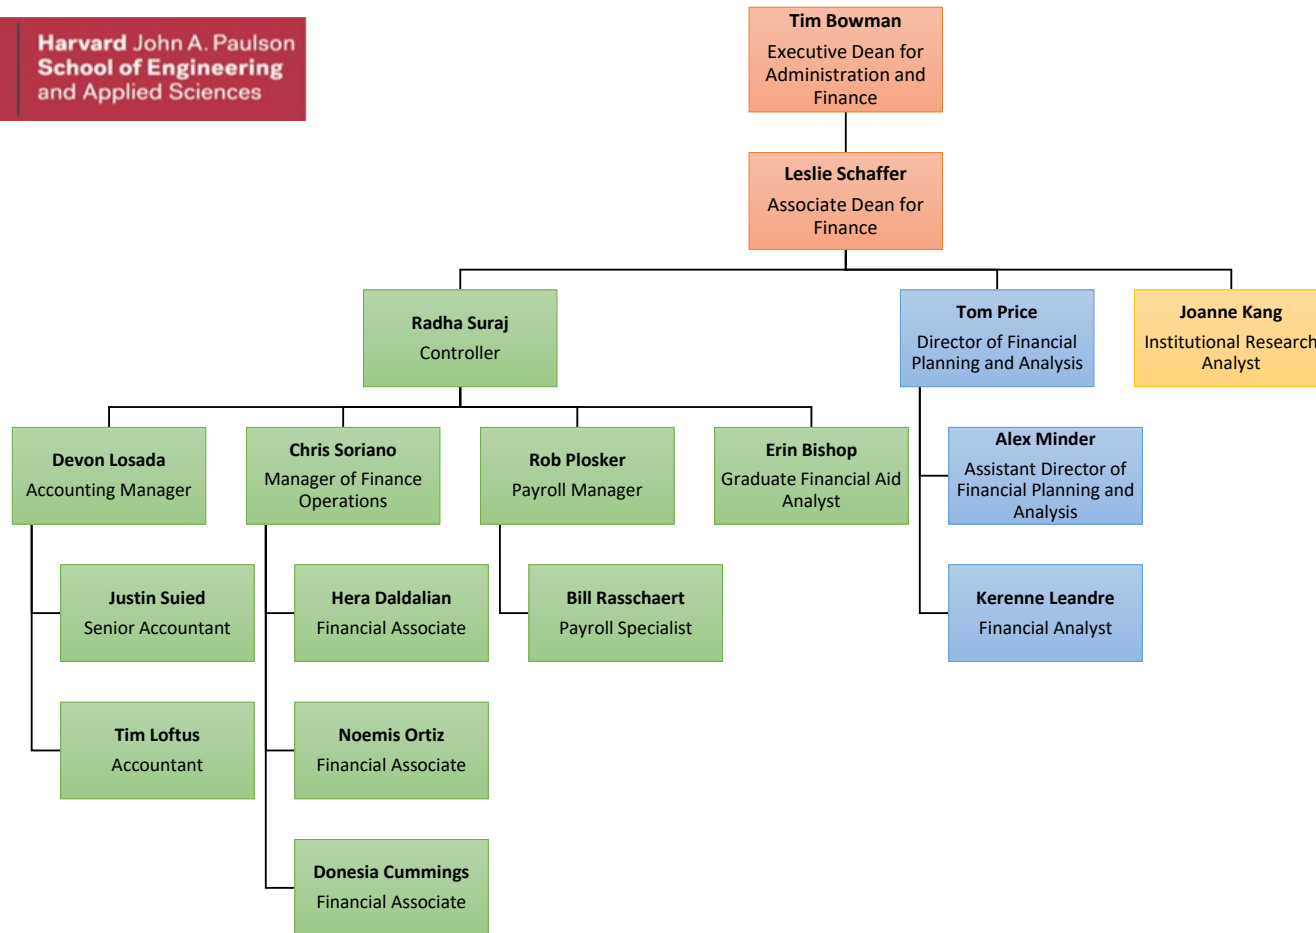 Harvard John A. Paulson
School of Engineering
and Applied Sciences
Tim Bowman
Executive Dean for
Administration and
Finance
Leslie Schaffer
Associate Dean for
Finance
Radha Suraj
Controller
Tom Price
Director of Financial
Planning and Analysis
Joanne Kang
Institutional Research
Analyst
Devon Losada
Accounting Manager
Chris Soriano
Manager of Finance
Operations
Rob Plosker
Payroll Manager
Erin Bishop
Graduate Financial Aid
Analyst
Alex Minder
Assistant Director of
Financial Planning and
Analysis
Justin Suied
Senior Accountant
Hera Daldalian
Financial Associate
Bill Rasschaert
Payroll Specialist
Kerenne Leandre
Financial Analyst
Tim Loftus
Accountant
Noemis Ortiz
Financial Associate
Donesia Cummings
Financial Associate